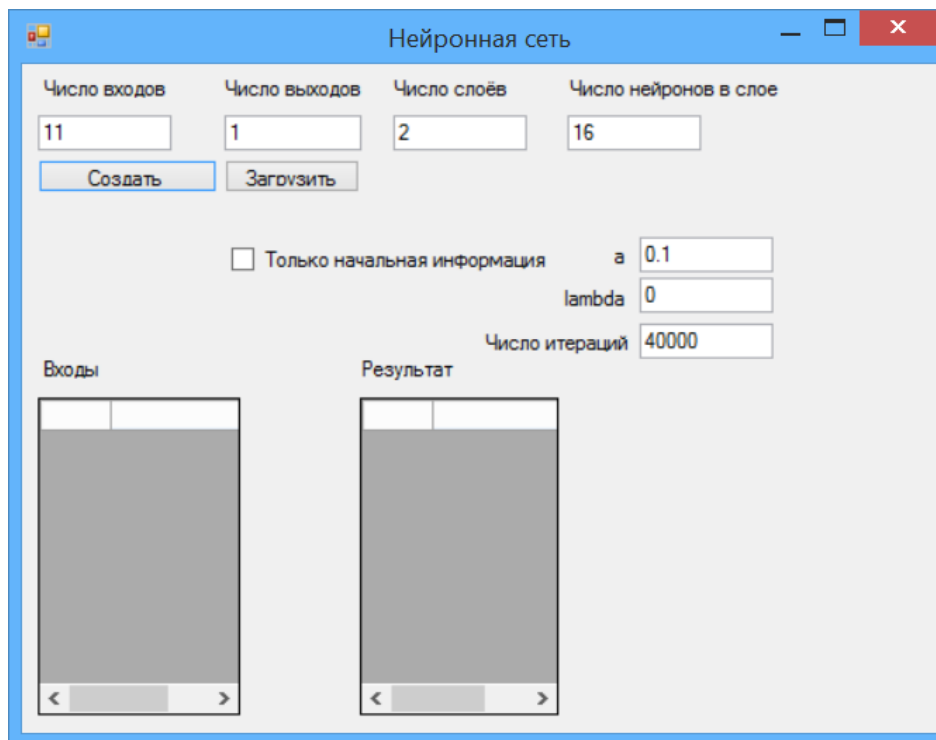 Нейронная сеть
Число входов Число выходов Число слоёв Число нейронов в слое
11 1 2 16
Создать Загрузить
Только начальная информация a 0.1
lambda 0
Число итераций 40000
Входы Результат